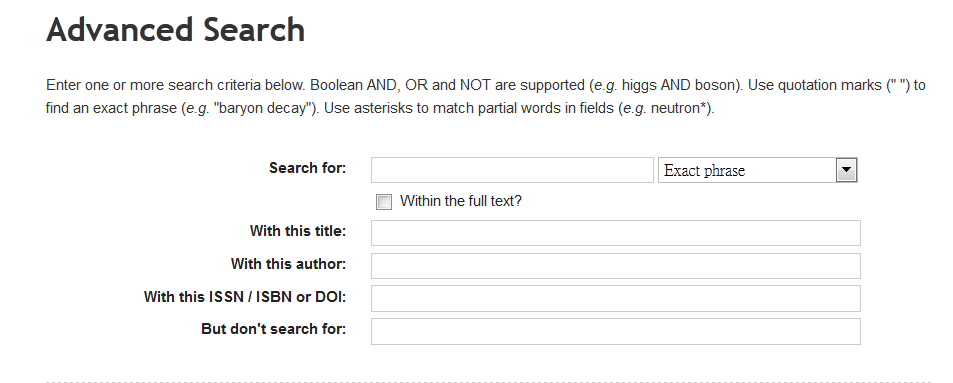 Advanced Search
Enter one or more search criteria below. Boolean AND, OR and NOT are supported (e.g. higgs AND boson). Use quotation marks (" ") to
find an exact phrase (e.g. "baryon decay"). Use asterisks to match partial words in fields (e.g. neutron*).
Search for: Exact phrase
Within the full text?
With this title:
With this author:
With this ISSN / ISBN or DOI:
But don't search for: